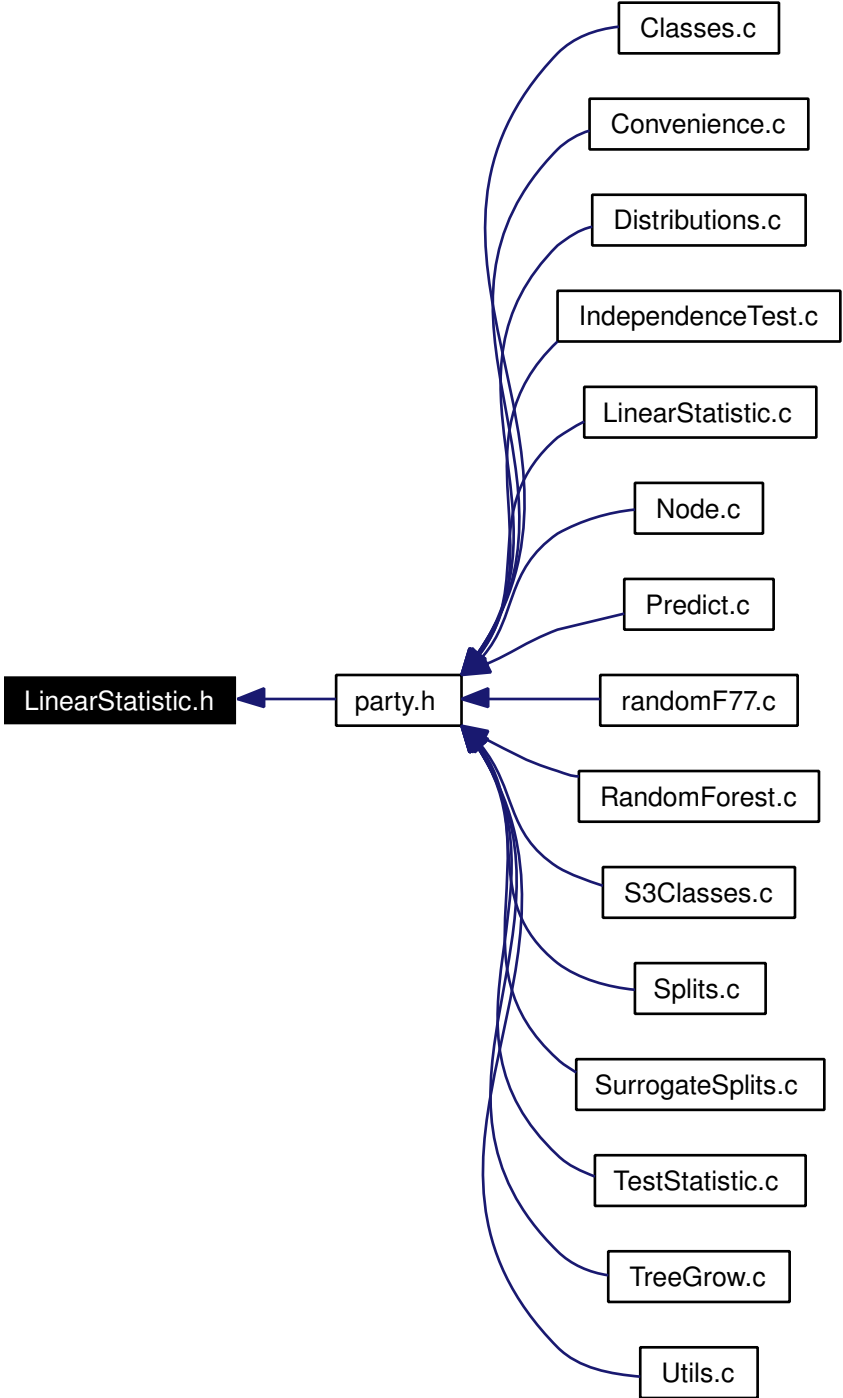 Classes.c
Convenience.c
Distributions.c
IndependenceTest.c
LinearStatistic.c
Node.c
Predict.c
LinearStatistic.h
party.h
randomF77.c
RandomForest.c
S3Classes.c
Splits.c
SurrogateSplits.c
TestStatistic.c
TreeGrow.c
Utils.c